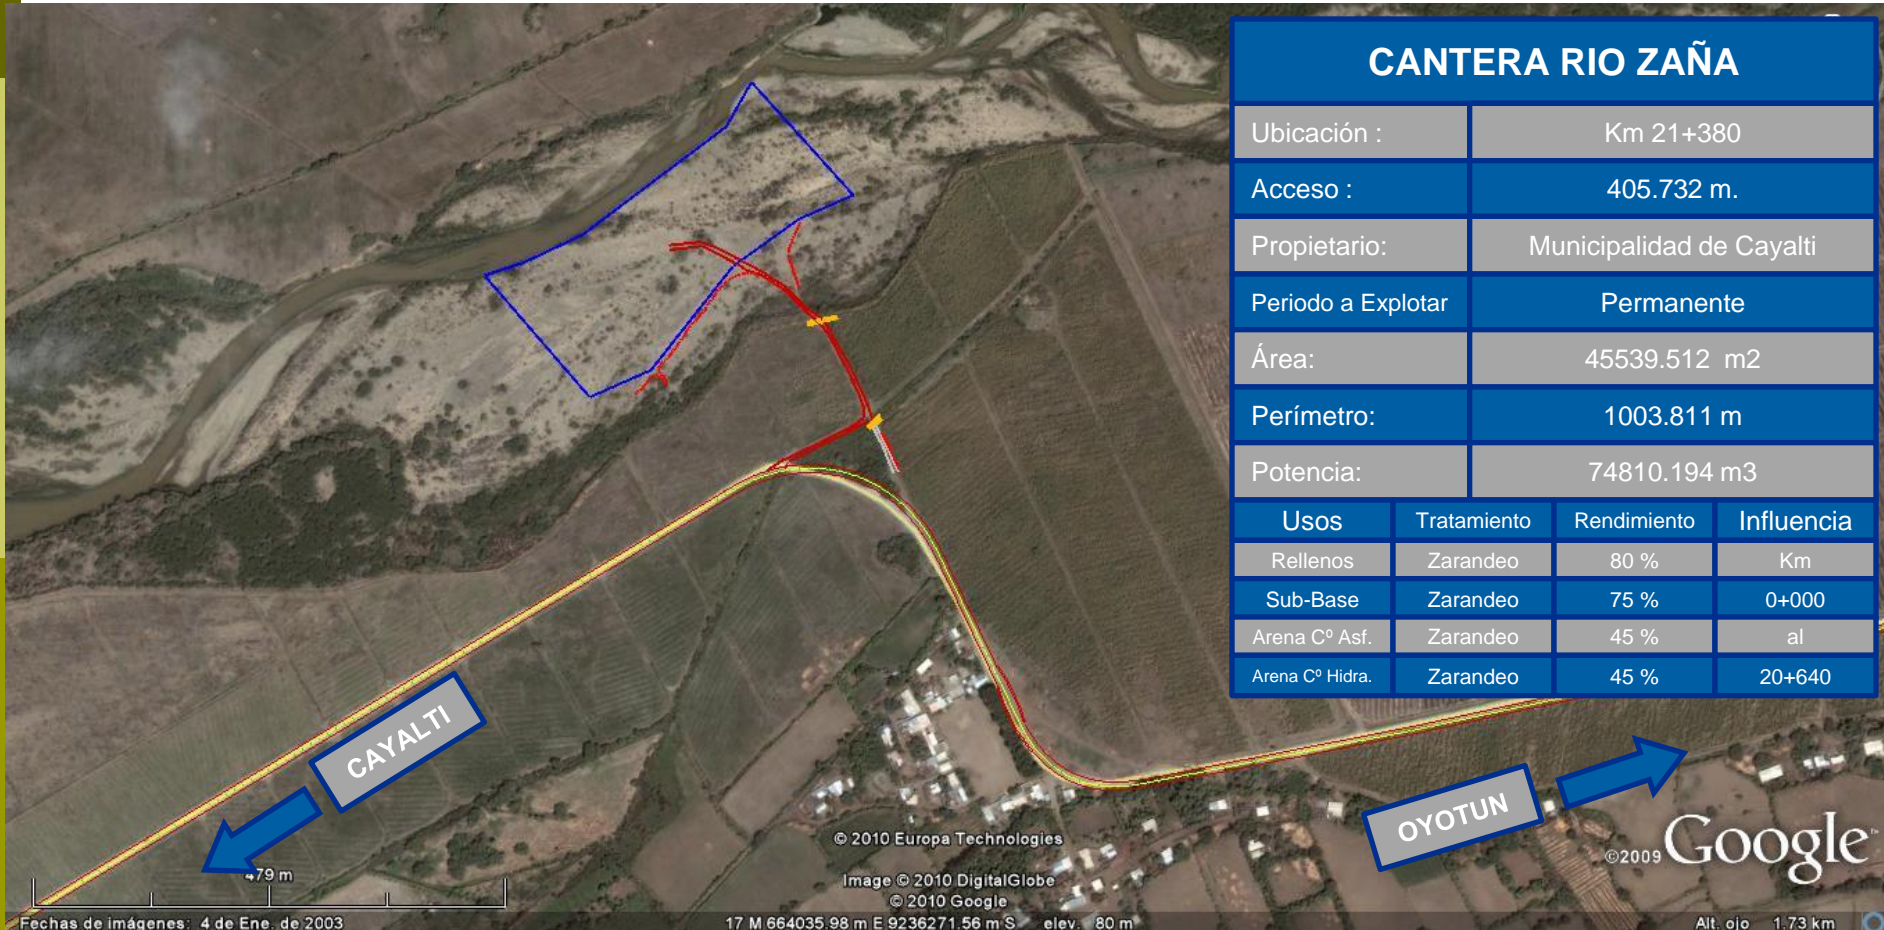 CANTERA RIO ZAÑA
Ubicación : Km 21+380
Acceso : 405.732 m.
Propietario: Municipalidad de Cayalti
Periodo a Explotar Permanente
Área: 45539.512 m2
Perímetro: 1003.811 m
Potencia: 74810.194 m3
Usos Tratamiento Rendimiento Influencia
Rellenos Zarandeo 80 % Km
Sub-Base Zarandeo 75 % 0+000
Arena Cº Asf. Zarandeo 45 % al
Arena Cº Hidra. Zarandeo 45 % 20+640
CAYALTI
OYOTUN
© 2010 Europa Technologies
Image © 2010 DigitalGlobe
© 2010 Google
©2009 Google™
479 m
Fechas de imágenes: 4 de Ene. de 2003
17 M 664035.98 m E 9236271.56 m S elev. 80 m
Alt. ojo 1.73 km